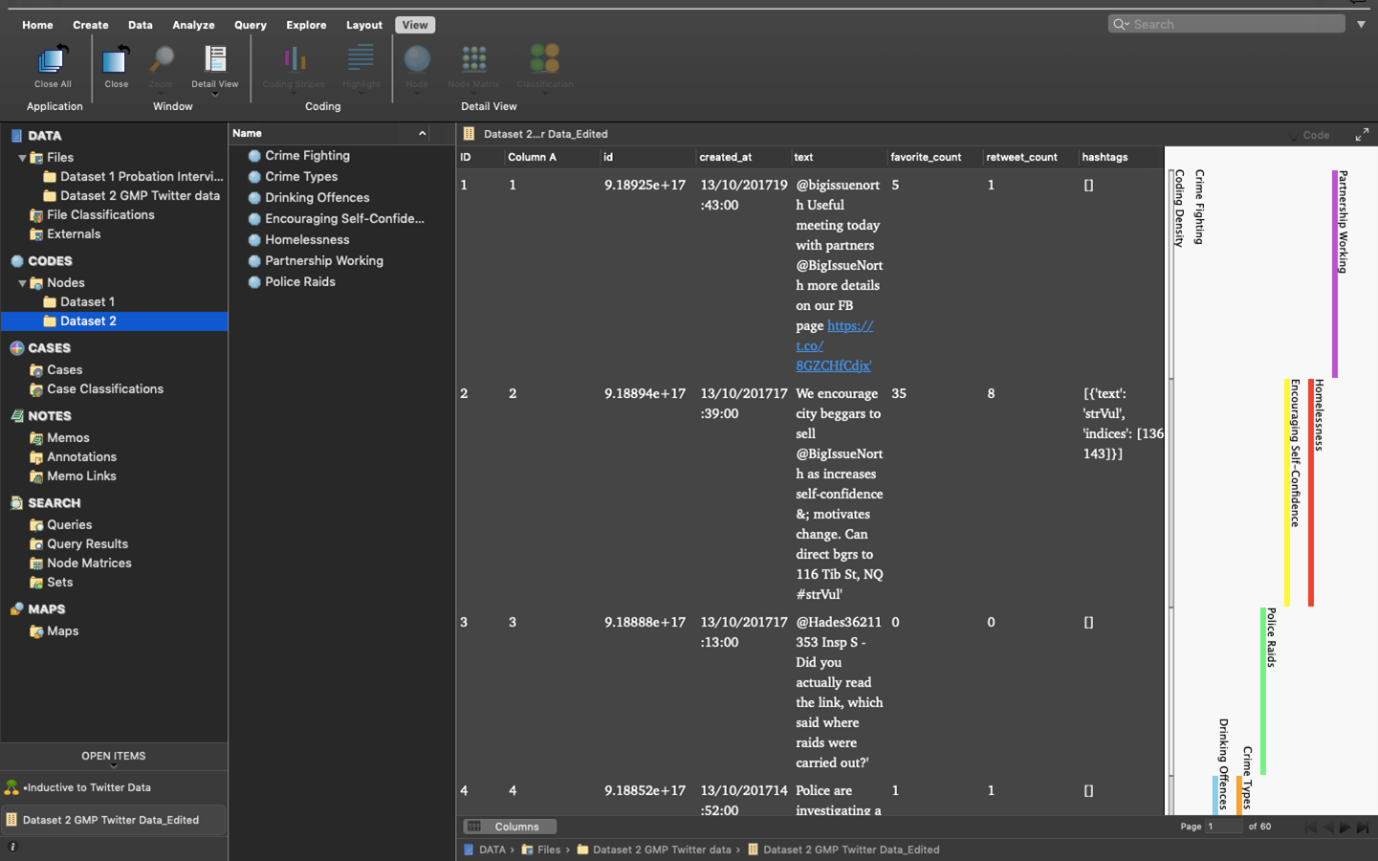 Home Create Data Analyze Query Explore Layout View
Search
Close All Close Zoom Detail View Coding Stripes Highlight Node Node Matrix Classification
Application Window Coding Detail View
DATA
Files
Dataset 1 Probation Intervi...
Dataset 2 GMP Twitter data
File Classifications
Externals
CODES
Nodes
Dataset 1
Dataset 2
CASES
Cases
Case Classifications
NOTES
Memos
Annotations
Memo Links
SEARCH
Queries
Query Results
Node Matrices
Sets
MAPS
Maps
OPEN ITEMS
•Inductive to Twitter Data
Dataset 2 GMP Twitter Data_Edited
Name
Crime Fighting
Crime Types
Drinking Offences
Encouraging Self-Confide...
Homelessness
Partnership Working
Police Raids
Dataset 2...r Data_Edited
Code
ID Column A id created_at text favorite_count retweet_count hashtags
1 1 9.18925e+17 13/10/201719 @bigissuenort 5 1 []
:43:00 h Useful
meeting today
with partners
@BigIssueNort
h more details
on our FB
page https://
t.co/
8GZCHfCdjx'
2 2 9.18894e+17 13/10/201717 We encourage 35 8 [{'text':
:39:00 city beggars to 'strVul',
sell 'indices': [136
@BigIssueNort 143]}]
h as increases
self-confidence
&; motivates
change. Can
direct bgrs to
116 Tib St, NQ
#strVul'
3 3 9.18888e+17 13/10/201717 @Hades36211 0 0 []
:13:00 353 Insp S -
Did you
actually read
the link, which
said where
raids were
carried out?'
4 4 9.18852e+17 13/10/201714 Police are 1 1 []
:52:00 investigating a
Coding Density
Crime Fighting
Partnership Working
Encouraging Self-Confidence
Homelessness
Police Raids
Drinking Offences
Crime Types
Columns
Page 1 of 60
DATA › Files › Dataset 2 GMP Twitter data › Dataset 2 GMP Twitter Data_Edited